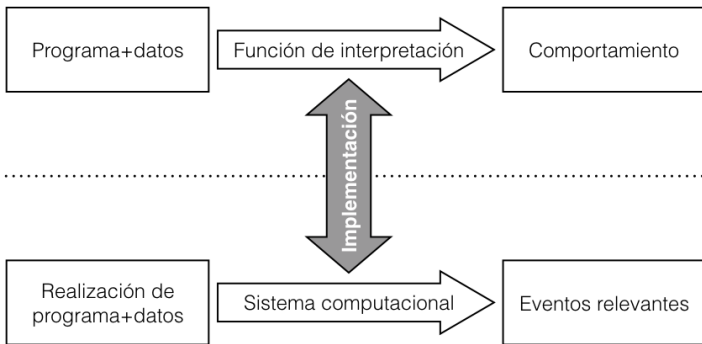 Programa+datos
Función de interpretación
Comportamiento
Implementación
Realización de
programa+datos
Sistema computacional
Eventos relevantes